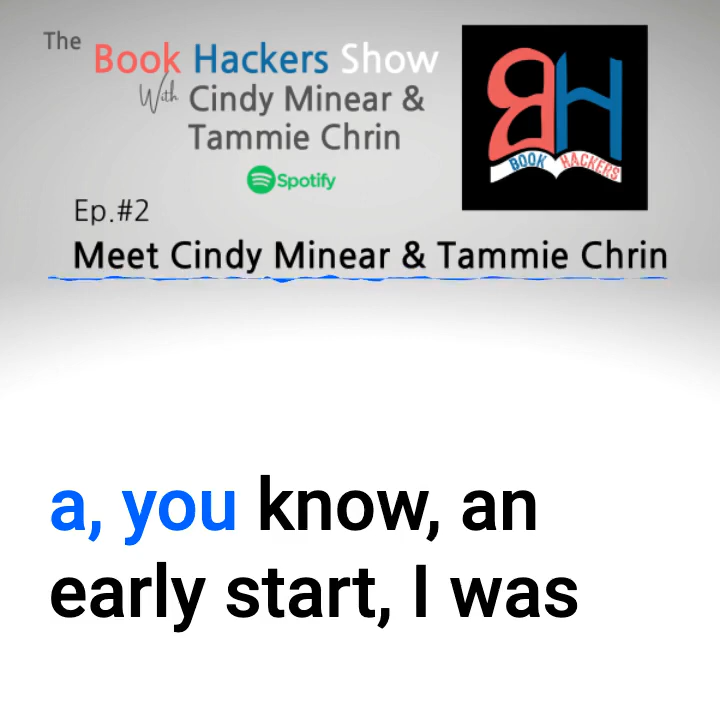 The
Book Hackers Show
With Cindy Minear &
Tammie Chrin
Spotify
BH
BOOK HACKERS
Ep.#2
Meet Cindy Minear & Tammie Chrin
a, you know, an
early start, I was